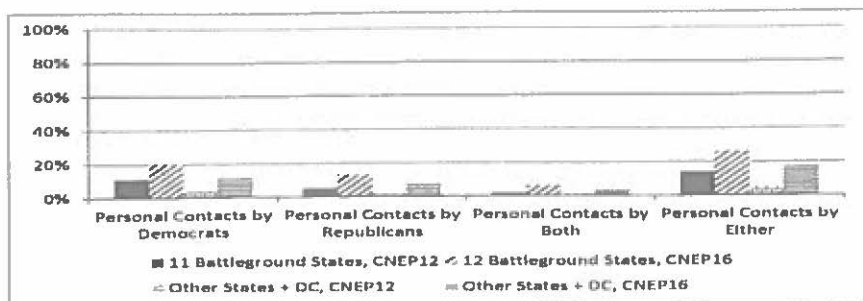 100%
80%
60%
40%
20%
0%
Personal Contacts by Personal Contacts by Personal Contacts by Personal Contacts by
Democrats Republicans Both Either
11 Battleground States, CNEP12 12 Battleground States, CNEP16
Other States + DC, CNEP12 Other States + DC, CNEP16